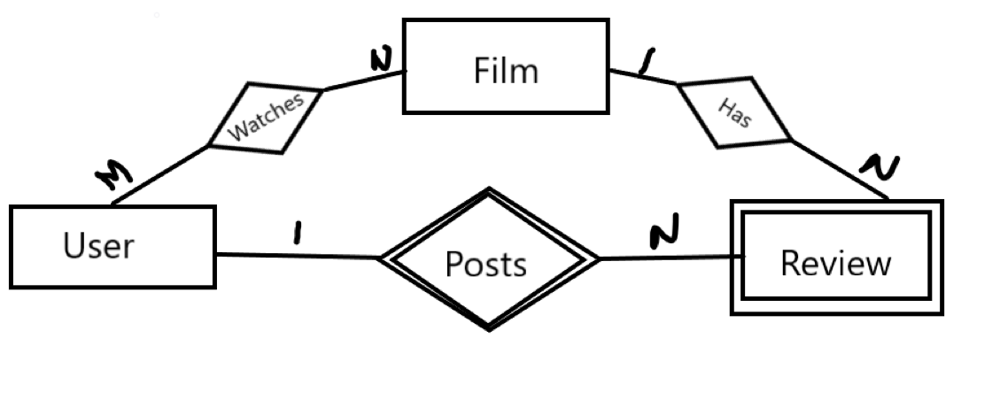 N
Film
1
Watches
Has
M
N
User
1
Posts
N
Review